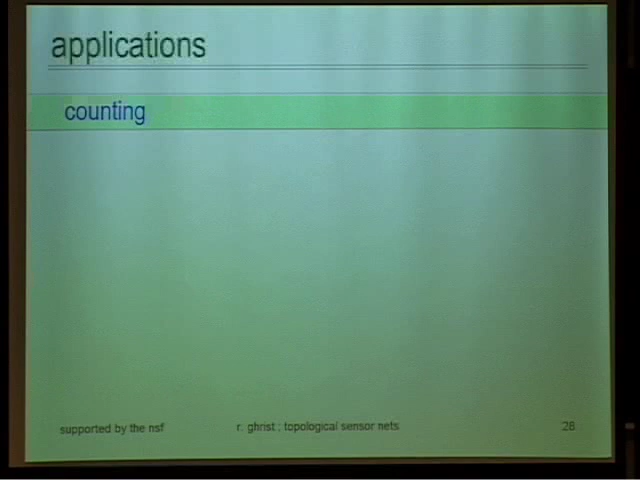 applications
counting
supported by the nsf
r. ghrist ; topological sensor nets
28